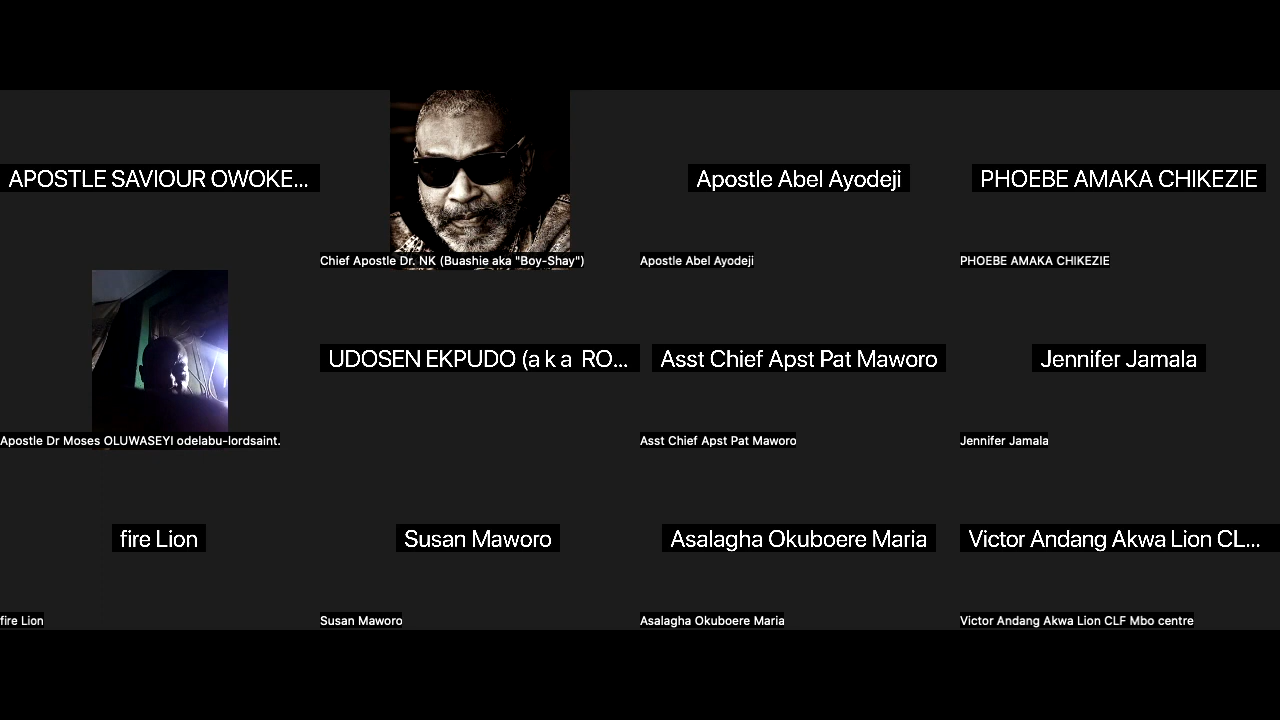 APOSTLE SAVIOUR OWOKE...
Chief Apostle Dr. NK (Buashie aka "Boy-Shay")
Apostle Abel Ayodeji
Apostle Abel Ayodeji
PHOEBE AMAKA CHIKEZIE
PHOEBE AMAKA CHIKEZIE
Apostle Dr Moses OLUWASEYI odelabu-lordsaint.
UDOSEN EKPUDO (a k a RO...
Asst Chief Apst Pat Maworo
Asst Chief Apst Pat Maworo
Jennifer Jamala
Jennifer Jamala
fire Lion
fire Lion
Susan Maworo
Susan Maworo
Asalagha Okuboere Maria
Asalagha Okuboere Maria
Victor Andang Akwa Lion CL...
Victor Andang Akwa Lion CLF Mbo centre